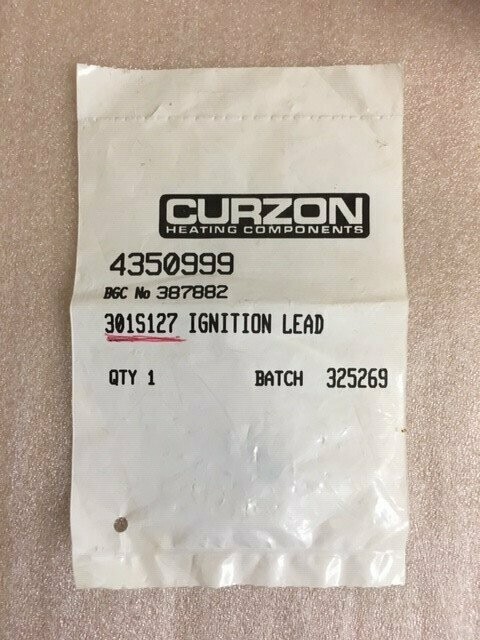 CURZON
HEATING COMPONENTS
4350999
BGC No 387882
301S127 IGNITION LEAD
QTY 1 BATCH 325269